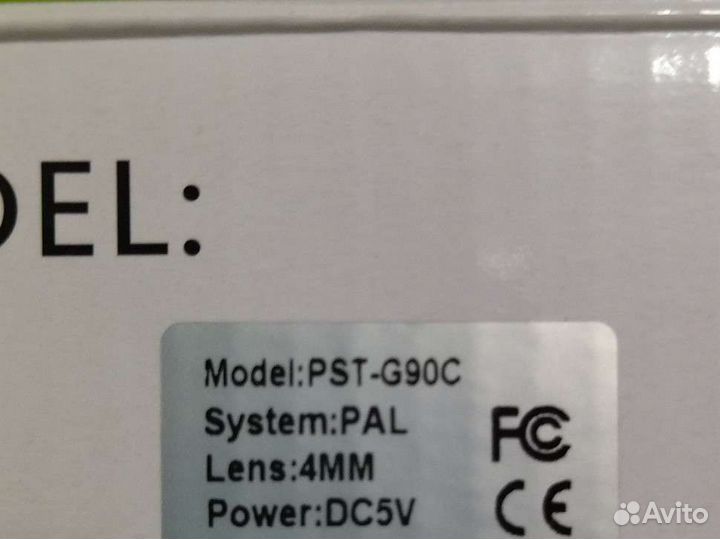 DEL:
Model:PST-G90C
System:PAL
Lens:4MM
Power:DC5V
FC
CE
Avito